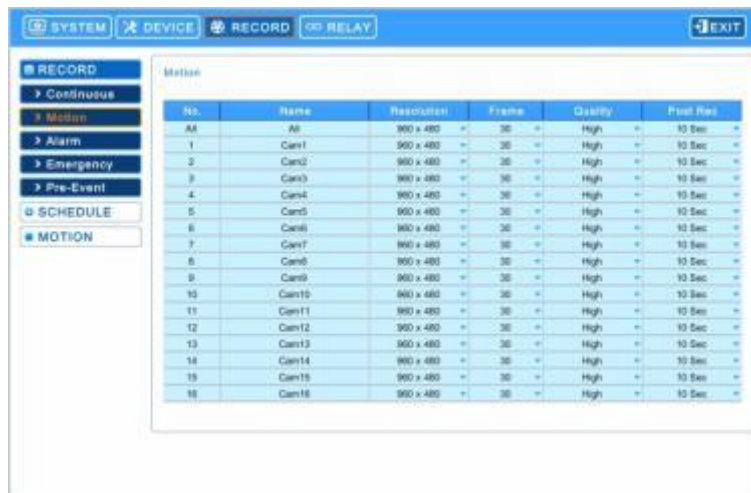 SYSTEM DEVICE RECORD RELAY EXIT
RECORD
> Continuous
> Motion
> Alarm
> Emergency
> Pre-Event
SCHEDULE
MOTION
Motion
No. Name Resolution Frame Quality Post Rec
All All 960 x 480 30 High 10 Sec
1 Cam1 960 x 480 30 High 10 Sec
2 Cam2 960 x 480 30 High 10 Sec
3 Cam3 960 x 480 30 High 10 Sec
4 Cam4 960 x 480 30 High 10 Sec
5 Cam5 960 x 480 30 High 10 Sec
6 Cam6 960 x 480 30 High 10 Sec
7 Cam7 960 x 480 30 High 10 Sec
8 Cam8 960 x 480 30 High 10 Sec
9 Cam9 960 x 480 30 High 10 Sec
10 Cam10 960 x 480 30 High 10 Sec
11 Cam11 960 x 480 30 High 10 Sec
12 Cam12 960 x 480 30 High 10 Sec
13 Cam13 960 x 480 30 High 10 Sec
14 Cam14 960 x 480 30 High 10 Sec
15 Cam15 960 x 480 30 High 10 Sec
16 Cam16 960 x 480 30 High 10 Sec